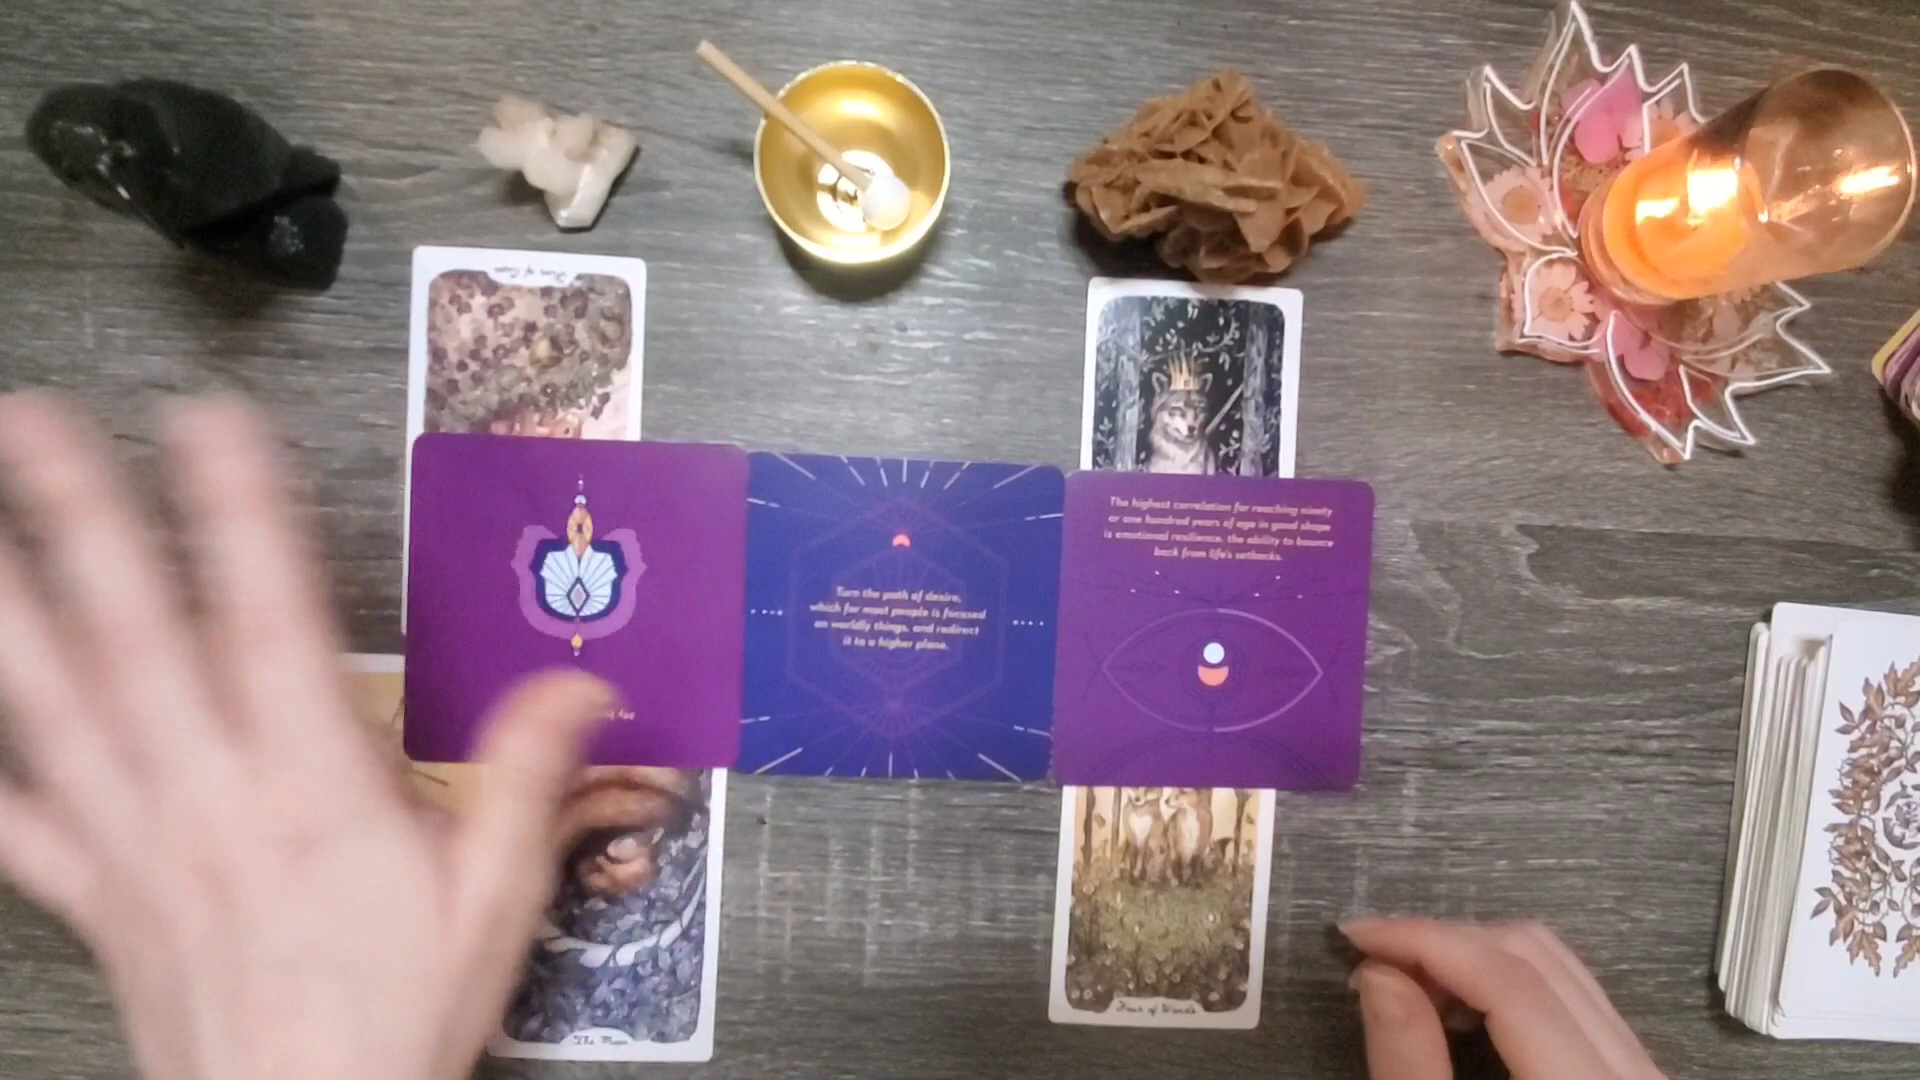 The highest correlation for reaching ninety
or one hundred years of age in good shape
is emotional resilience, the ability to bounce
back from life's setbacks.
Turn the path of desire,
which for most people is focused
on worldly things, and redirect
it to a higher plane.
Four of Wands
The Moon